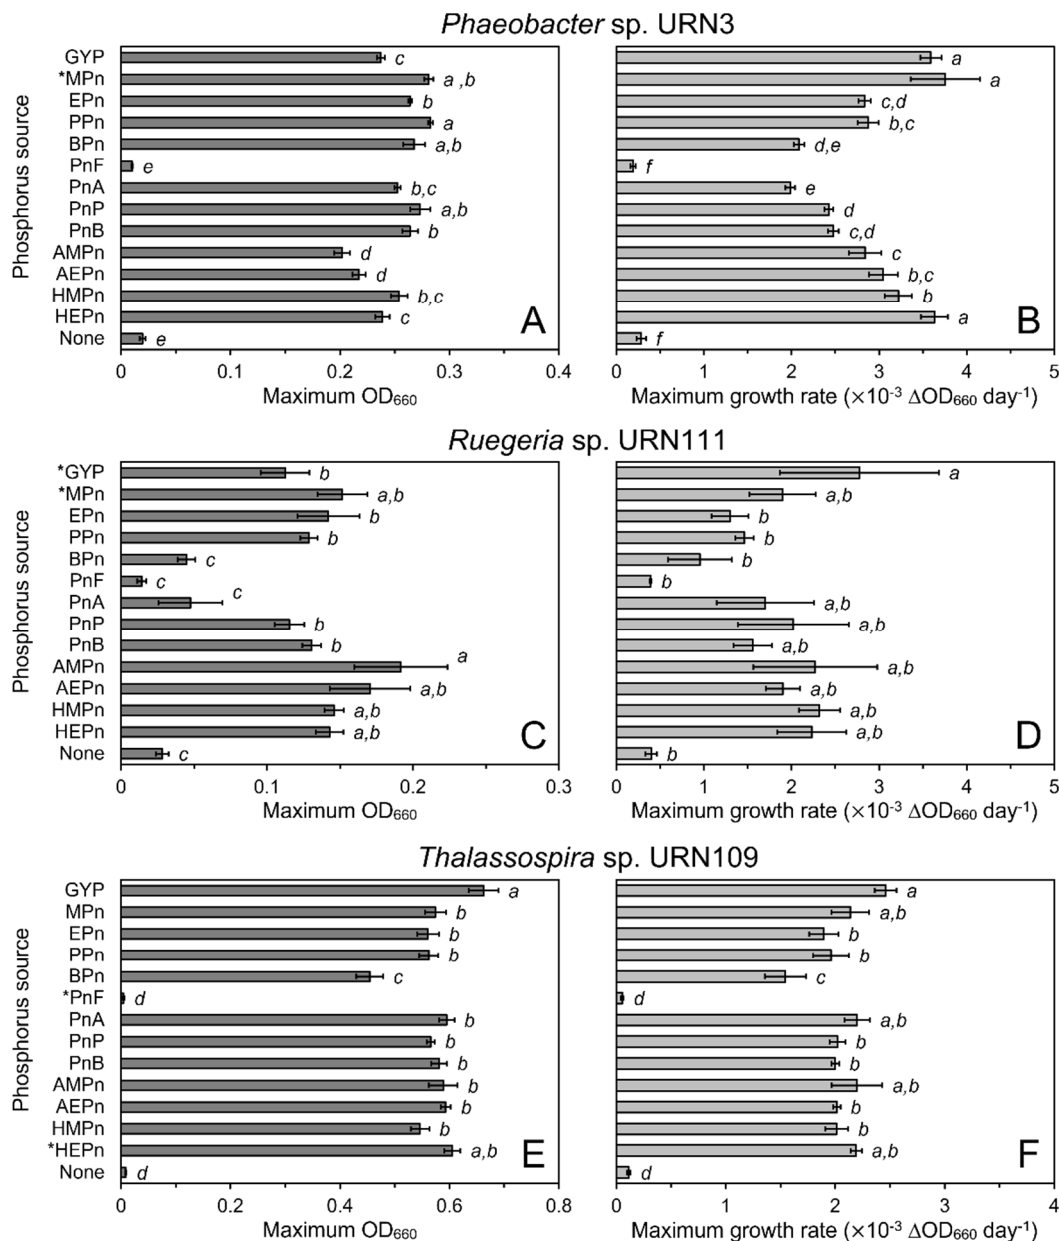 Phaeobacter sp. URN3
Phosphorus source
GYP c a
*MPn a ,b a
EPn b c,d
PPn a b,c
BPn a,b d,e
PnF e f
PnA b,c e
PnP a,b d
PnB b c,d
AMPn d c
AEPn d b,c
HMPn b,c b
HEPn c a
None e f
A B
0 0.1 0.2 0.3 0.4 0 1 2 3 4 5
Maximum OD₆₆₀ Maximum growth rate (×10⁻³ ΔOD₆₆₀ day⁻¹)
Ruegeria sp. URN111
Phosphorus source
*GYP b a
*MPn a,b a,b
EPn b b
PPn b b
BPn c b
PnF c b
PnA c a,b
PnP b a,b
PnB b a,b
AMPn a a,b
AEPn a,b a,b
HMPn a,b a,b
HEPn a,b a,b
None c b
C D
0 0.1 0.2 0.3 0 1 2 3 4 5
Maximum OD₆₆₀ Maximum growth rate (×10⁻³ ΔOD₆₆₀ day⁻¹)
Thalassospira sp. URN109
Phosphorus source
GYP a a
MPn b a,b
EPn b b
PPn b b
BPn c c
*PnF d d
PnA b a,b
PnP b b
PnB b b
AMPn b a,b
AEPn b b
HMPn b b
*HEPn a,b a,b
None d d
E F
0 0.2 0.4 0.6 0.8 0 1 2 3 4
Maximum OD₆₆₀ Maximum growth rate (×10⁻³ ΔOD₆₆₀ day⁻¹)